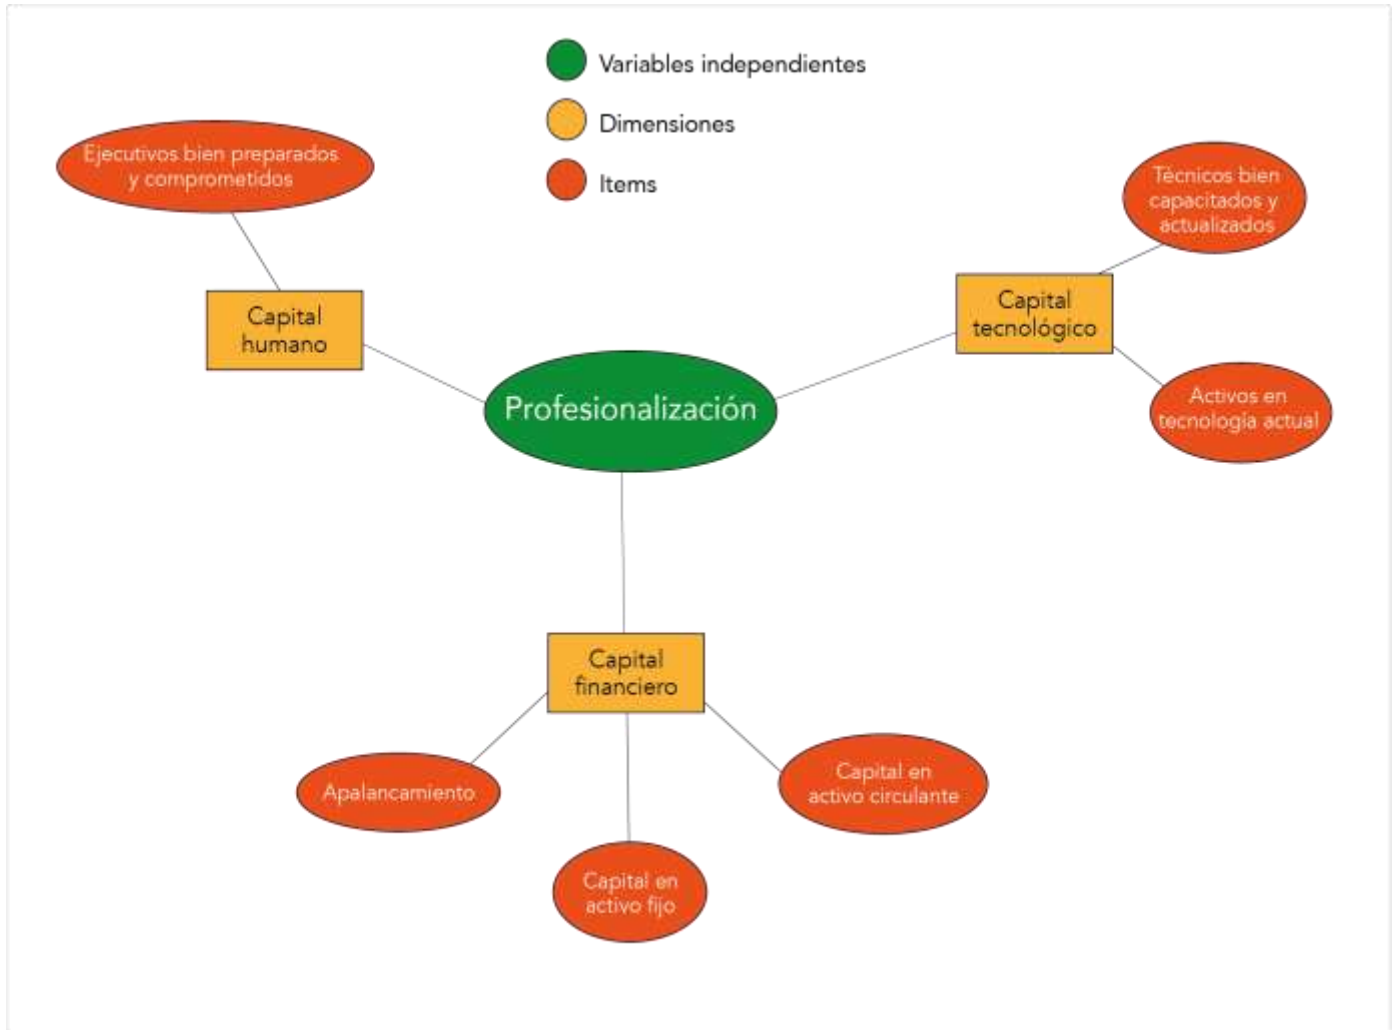 Variables independientes
Dimensiones
Items
Ejecutivos bien preparados
y comprometidos
Técnicos bien
capacitados y
actualizados
Capital
humano
Capital
tecnológico
Profesionalización
Activos en
tecnología actual
Capital
financiero
Apalancamiento
Capital en
activo circulante
Capital en
activo fijo